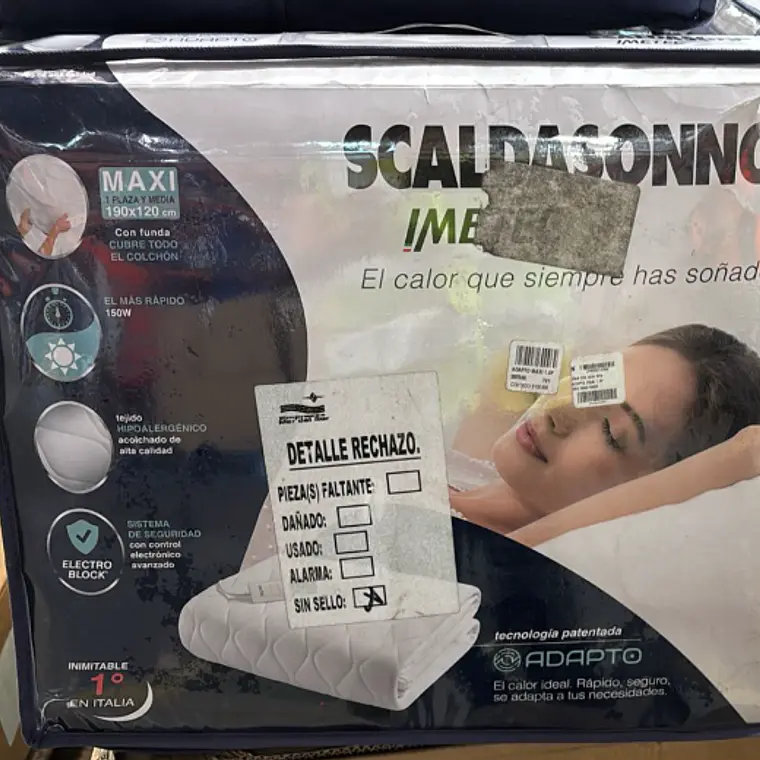 ADAPTO
IMETEC
SCALDASONNO
IMETEC
El calor que siempre has soñad
MAXI
1 PLAZA Y MEDIA
190x120 cm
Con funda
CUBRE TODO
EL COLCHÓN
EL MÁS RÁPIDO
150W
tejido
HIPOALERGÉNICO
acolchado de
alta calidad
SISTEMA
DE SEGURIDAD
con control
electrónico
avanzado
ELECTRO
BLOCK
INIMITABLE
1°
EN ITALIA
DETALLE RECHAZO.
PIEZA(S) FALTANTE:
DAÑADO:
USADO:
ALARMA:
SIN SELLO: X
tecnología patentada
ADAPTO
El calor ideal. Rápido, seguro,
se adapta a tus necesidades.